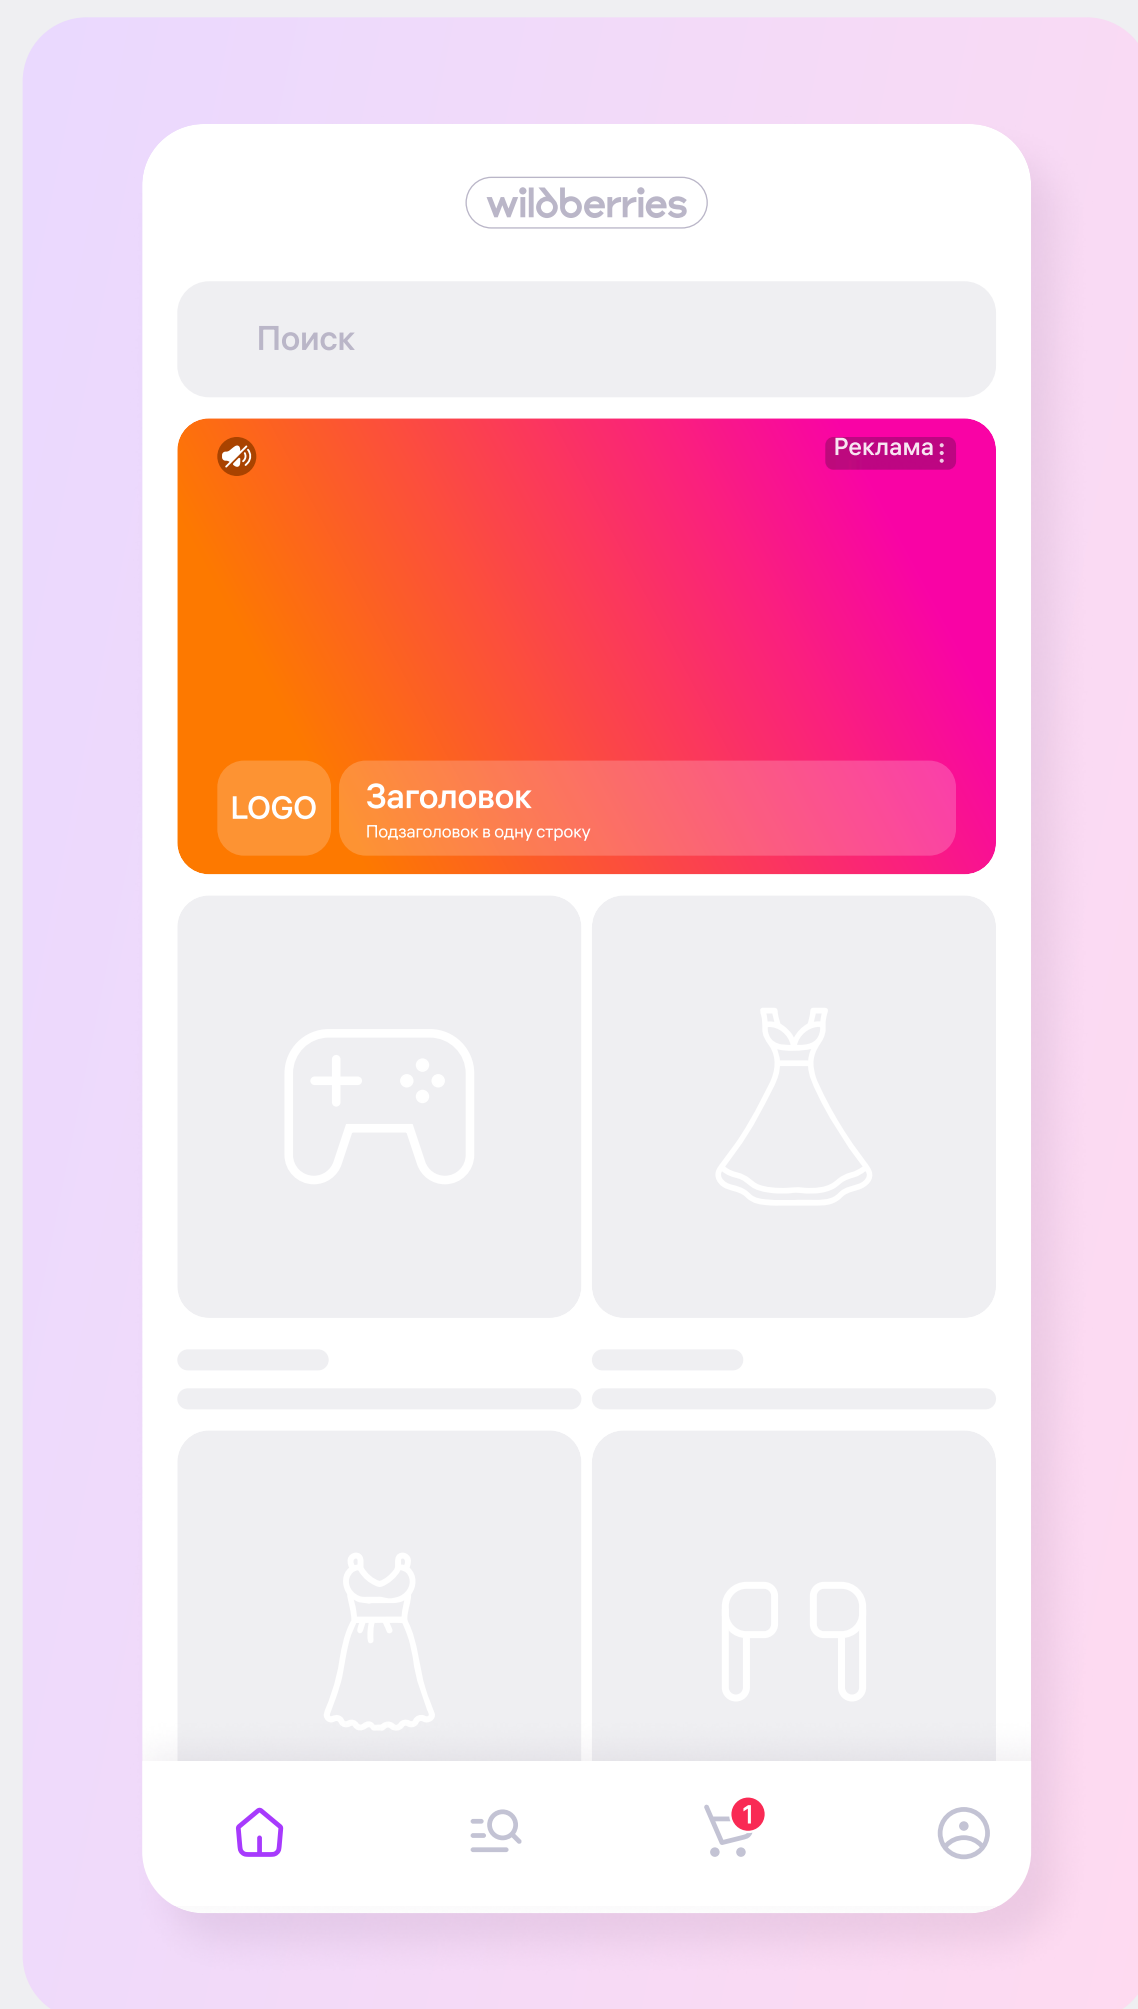 wildberries
Поиск
Реклама
LOGO
Заголовок
Подзаголовок в одну строку
1